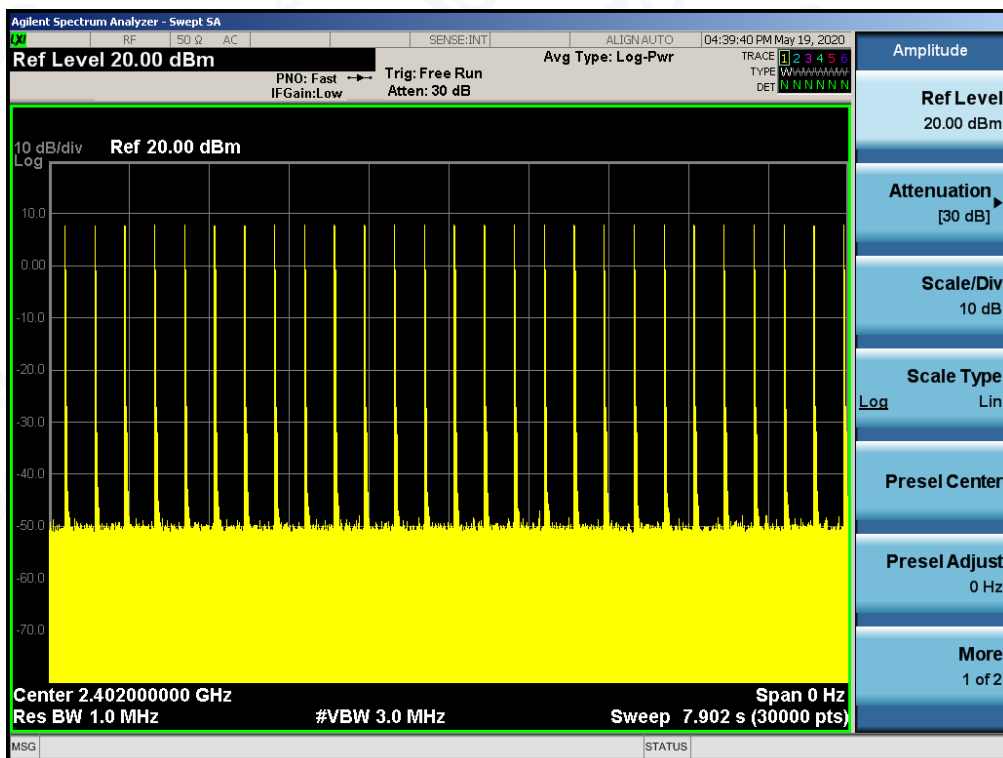 Agilent Spectrum Analyzer - Swept SA
LXI RF 50 Ω AC SENSE:INT ALIGN AUTO 04:39:40 PM May 19, 2020
Ref Level 20.00 dBm
PNO: Fast
IFGain:Low
Trig: Free Run
Atten: 30 dB
Avg Type: Log-Pwr
TRACE 1 2 3 4 5 6
TYPE WWWWWWW
DET N N N N N N
10 dB/div Ref 20.00 dBm
Log
10.0
0.00
-10.0
-20.0
-30.0
-40.0
-50.0
-60.0
-70.0
Center 2.402000000 GHz Span 0 Hz
Res BW 1.0 MHz #VBW 3.0 MHz Sweep 7.902 s (30000 pts)
MSG STATUS
Amplitude
Ref Level
20.00 dBm
Attenuation
[30 dB]
Scale/Div
10 dB
Scale Type
Log Lin
Presel Center
Presel Adjust
0 Hz
More
1 of 2